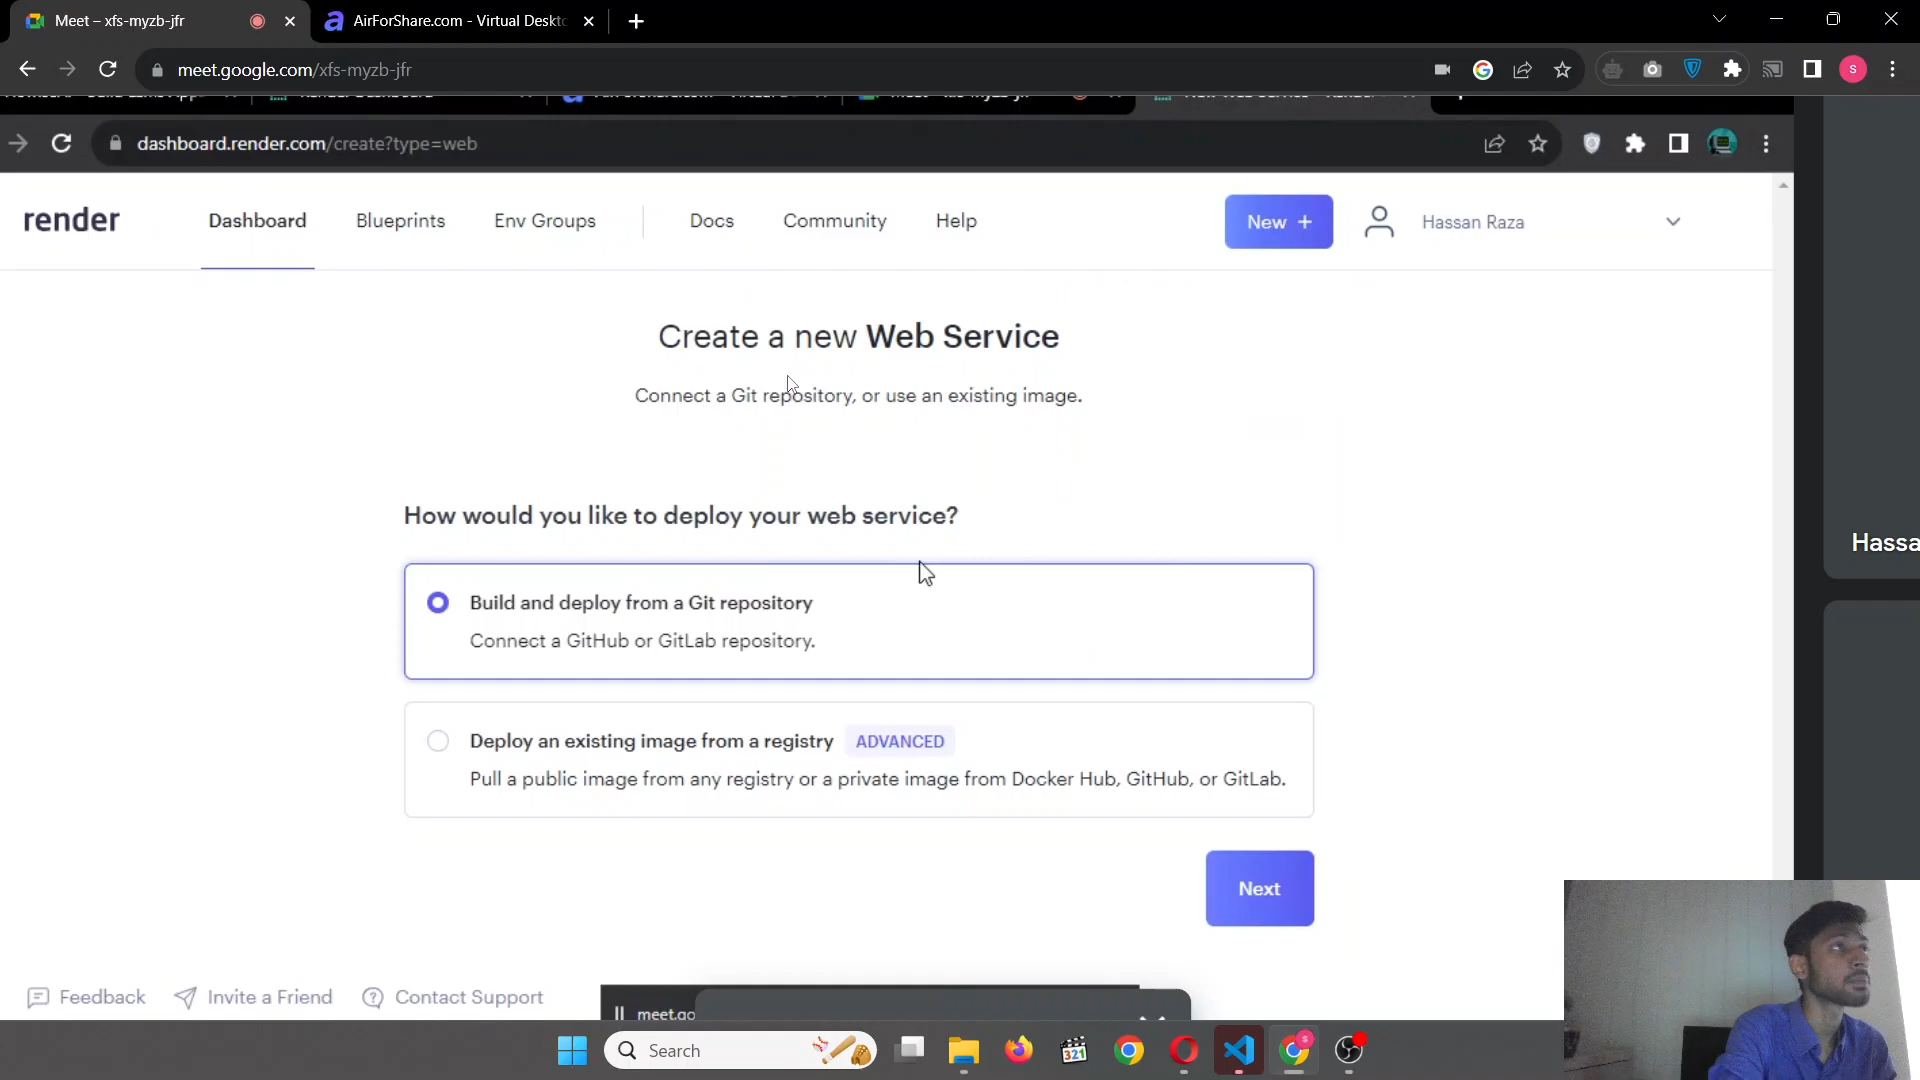 Meet – xfs-myzb-jfr
AirForShare.com - Virtual Deskto
meet.google.com/xfs-myzb-jfr
s
dashboard.render.com/create?type=web
render
Dashboard
Blueprints
Env Groups
Docs
Community
Help
New +
Hassan Raza
Create a new Web Service
Connect a Git repository, or use an existing image.
How would you like to deploy your web service?
Hassa
Build and deploy from a Git repository
Connect a GitHub or GitLab repository.
Deploy an existing image from a registry ADVANCED
Pull a public image from any registry or a private image from Docker Hub, GitHub, or GitLab.
Next
Feedback
Invite a Friend
Contact Support
meet.go
Search
321
s